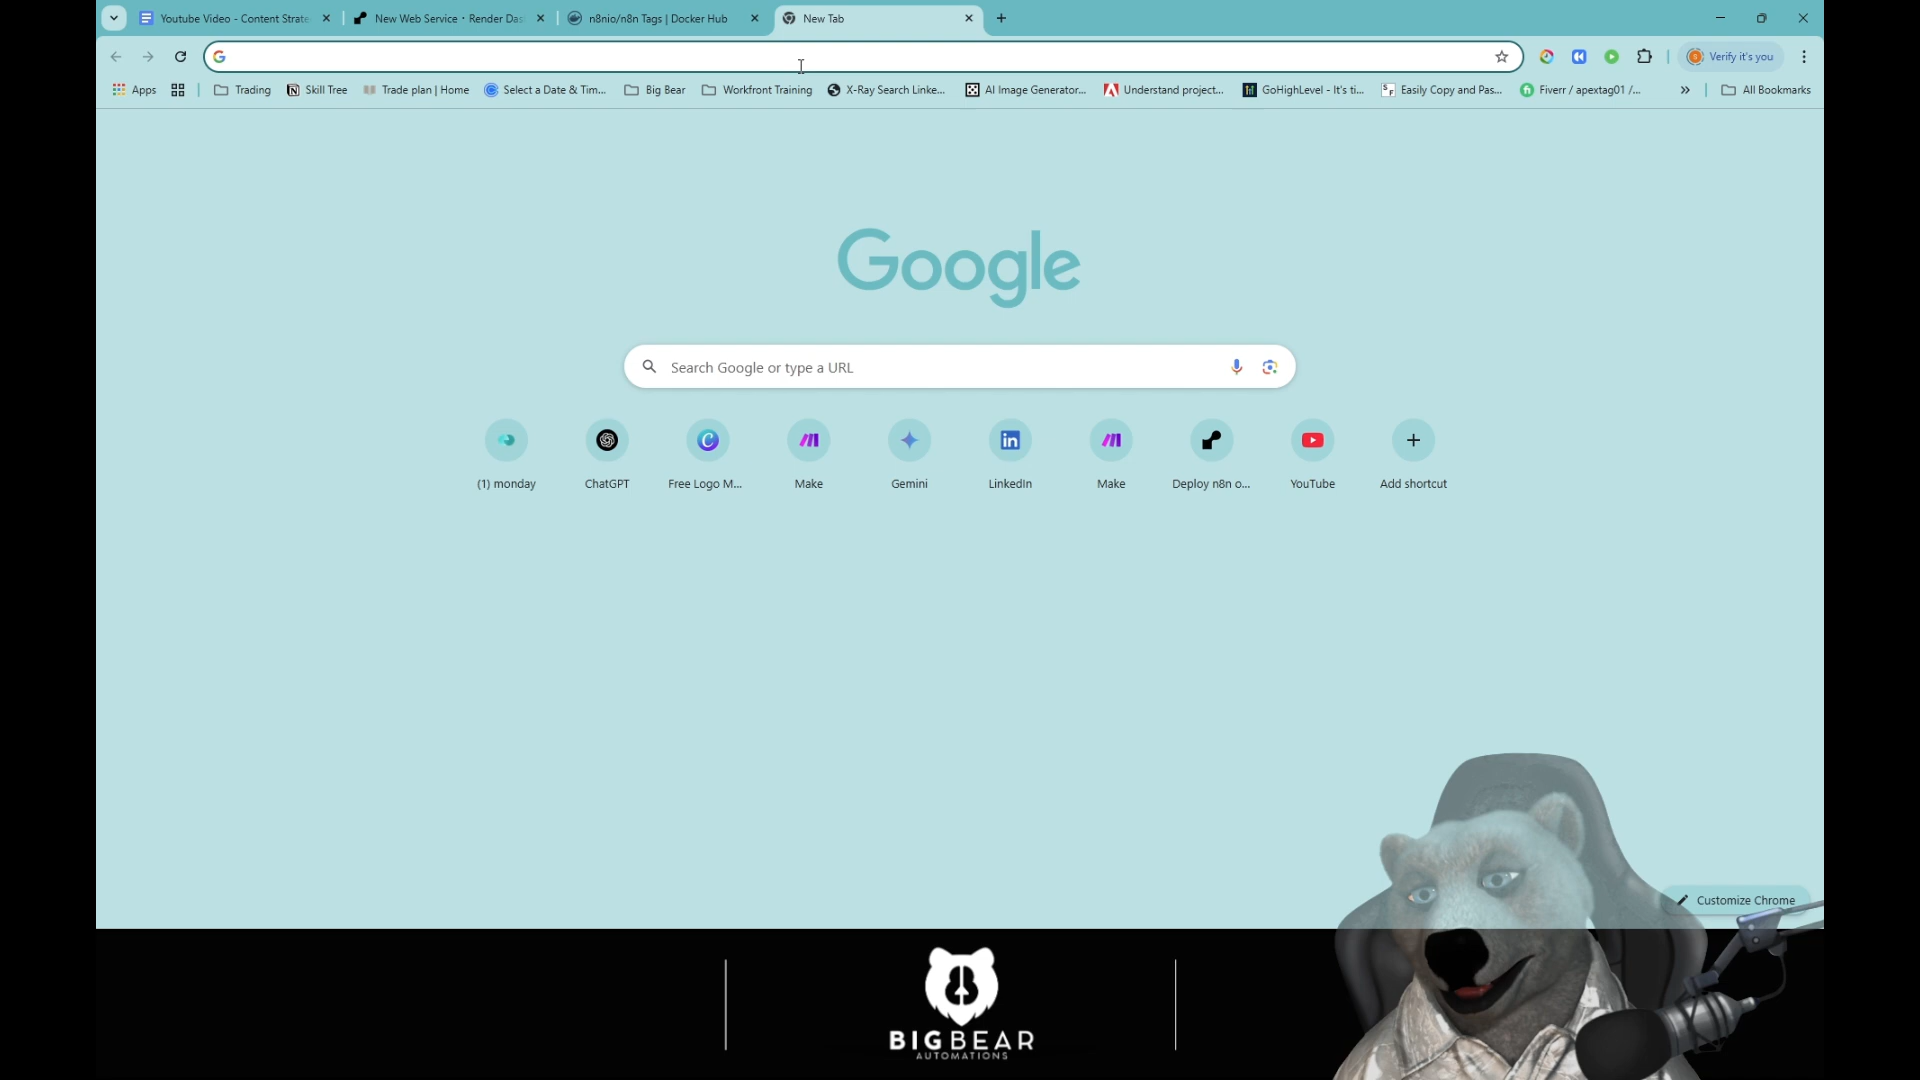 Youtube Video - Content Strate
New Web Service · Render Das
n8nio/n8n Tags | Docker Hub
New Tab
Verify it's you
Apps
Trading
Skill Tree
Trade plan | Home
Select a Date & Tim...
Big Bear
Workfront Training
X-Ray Search Linke...
AI Image Generator...
Understand project...
GoHighLevel - It's ti...
Easily Copy and Pas...
Fiverr / apextag01 /...
All Bookmarks
Google
Search Google or type a URL
(1) monday
ChatGPT
Free Logo M...
Make
Gemini
LinkedIn
Make
Deploy n8n o...
YouTube
Add shortcut
Customize Chrome
BIGBEAR
AUTOMATIONS